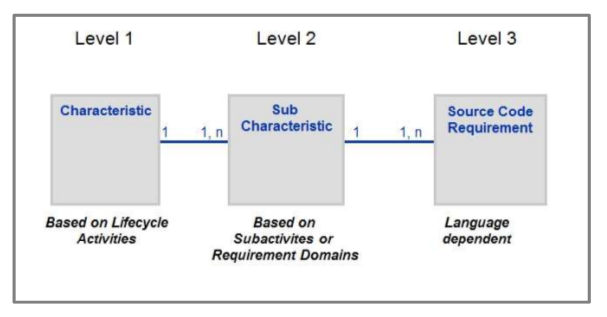 Level 1
Level 2
Level 3
Characteristic
Sub
Characteristic
Source Code
Requirement
1
1, n
1
1, n
Based on Lifecycle
Activities
Based on
Subactivites or
Requirement Domains
Language
dependent